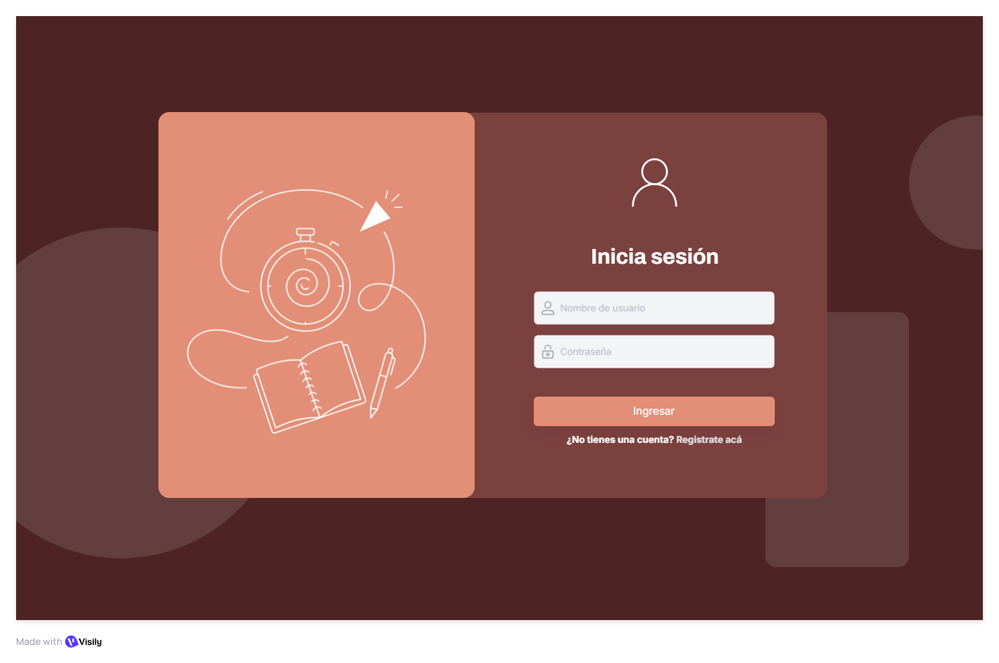 Inicia sesión
Nombre de usuario
Contraseña
Ingresar
¿No tienes una cuenta? Registrate acá
Made with Visily